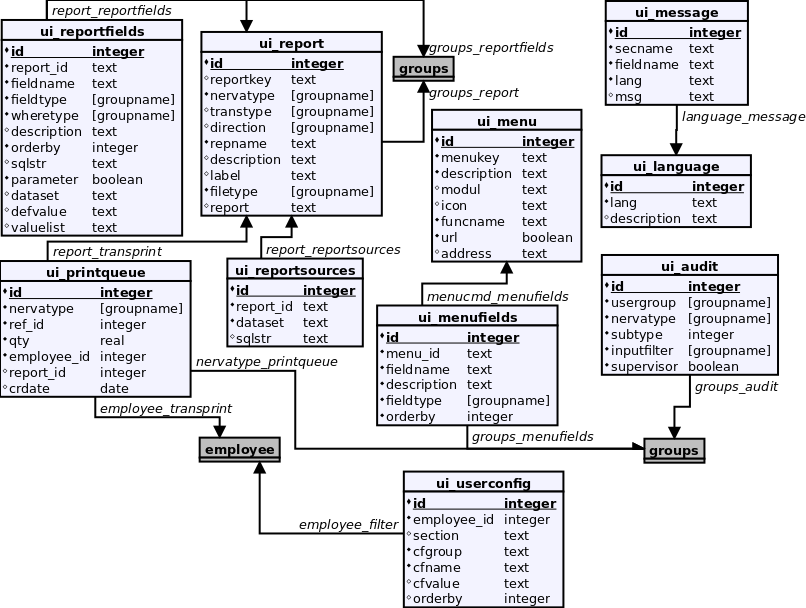 report_reportfields
ui_reportfields
id integer
report_id text
fieldname text
fieldtype [groupname]
wheretype [groupname]
description text
orderby integer
sqlstr text
parameter boolean
dataset text
defvalue text
valuelist text
ui_report
id integer
reportkey text
nervatype [groupname]
transtype [groupname]
direction [groupname]
repname text
description text
label text
filetype [groupname]
report text
groups_reportfields
groups
groups_report
ui_menu
id integer
menukey text
description text
modul text
icon text
funcname text
url boolean
address text
ui_message
id integer
secname text
fieldname text
lang text
msg text
language_message
ui_language
id integer
lang text
description text
report_transprint
ui_printqueue
id integer
nervatype [groupname]
ref_id integer
qty real
employee_id integer
report_id integer
crdate date
report_reportsources
ui_reportsources
id integer
report_id text
dataset text
sqlstr text
menucmd_menufields
ui_menufields
id integer
menu_id text
fieldname text
description text
fieldtype [groupname]
orderby integer
ui_audit
id integer
usergroup [groupname]
nervatype [groupname]
subtype integer
inputfilter [groupname]
supervisor boolean
nervatype_printqueue
groups_audit
employee_transprint
employee
groups_menufields
groups
employee_filter
ui_userconfig
id integer
employee_id integer
section text
cfgroup text
cfname text
cfvalue text
orderby integer